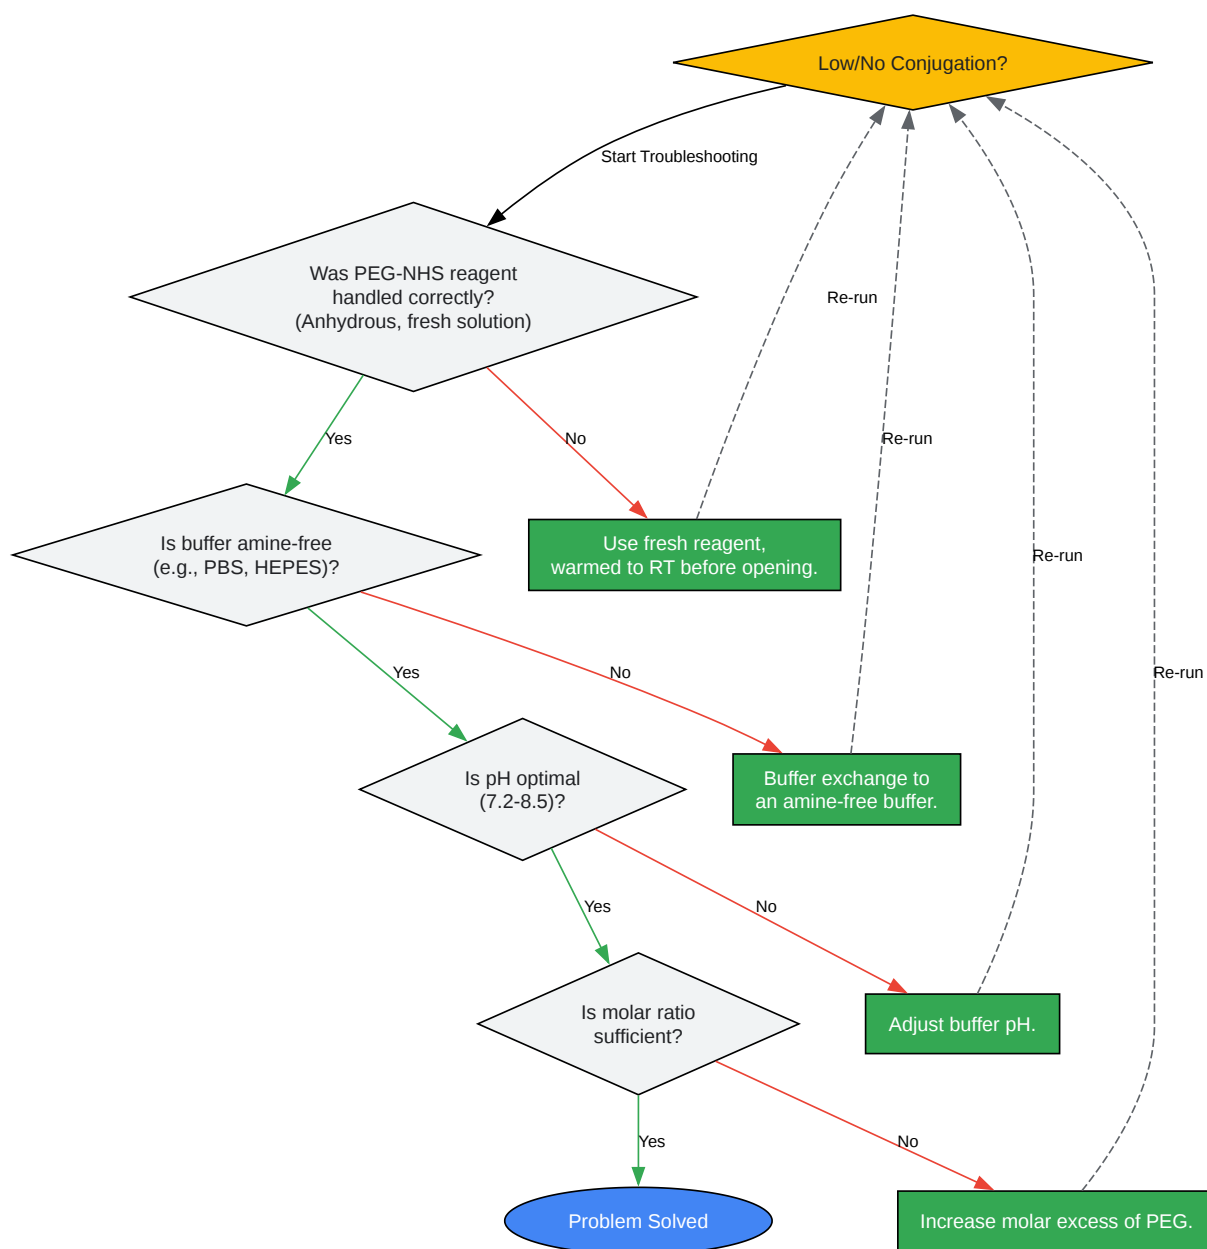 Low/No Conjugation?
Start Troubleshooting
Was PEG-NHS reagent
handled correctly?
(Anhydrous, fresh solution)
Re-run
Yes
No
Re-run
Is buffer amine-free
(e.g., PBS, HEPES)?
Use fresh reagent,
warmed to RT before opening.
Re-run
Yes
No
Re-run
Is pH optimal
(7.2-8.5)?
Buffer exchange to
an amine-free buffer.
Yes
No
Is molar ratio
sufficient?
Adjust buffer pH.
Yes
No
Problem Solved
Increase molar excess of PEG.